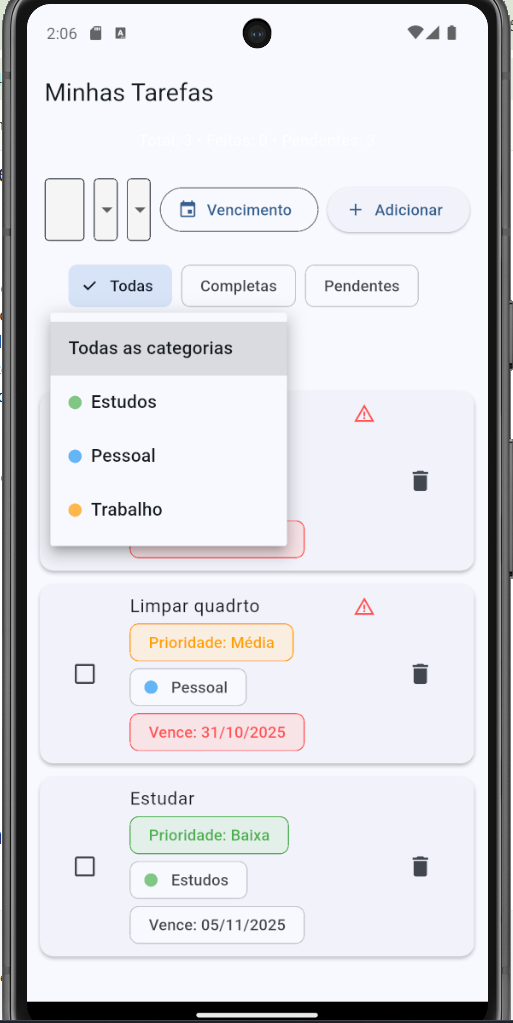 2:06
Minhas Tarefas
Total: 3 • Feitas: 0 • Pendentes: 3
Vencimento
Adicionar
Todas
Completas
Pendentes
Todas as categorias
Estudos
Pessoal
Trabalho
Limpar quadrto
Prioridade: Média
Pessoal
Vence: 31/10/2025
Estudar
Prioridade: Baixa
Estudos
Vence: 05/11/2025